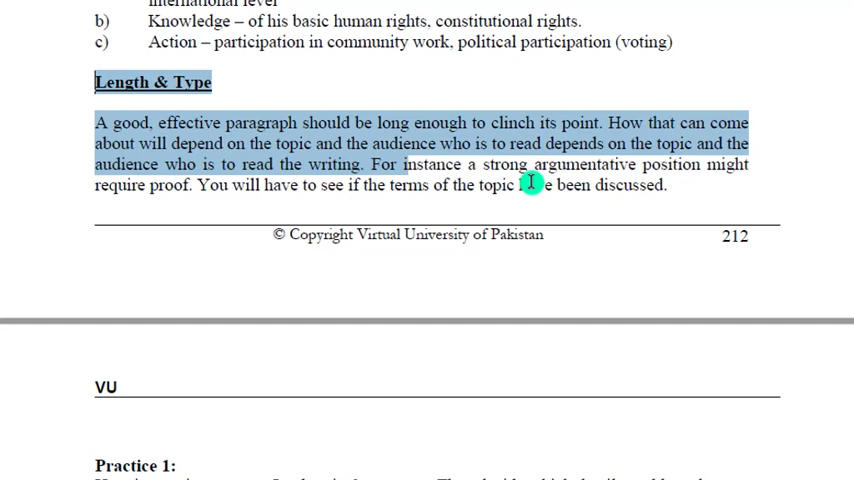 international level
b) Knowledge – of his basic human rights, constitutional rights.
c) Action – participation in community work, political participation (voting)
Length & Type
A good, effective paragraph should be long enough to clinch its point. How that can come
about will depend on the topic and the audience who is to read depends on the topic and the
audience who is to read the writing. For instance a strong argumentative position might
require proof. You will have to see if the terms of the topic been discussed.
© Copyright Virtual University of Pakistan 212
VU
Practice 1: